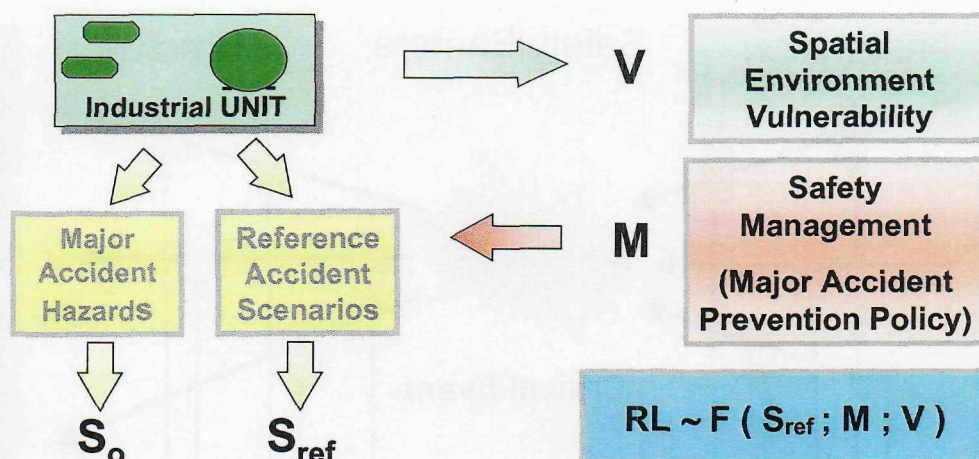 Industrial UNIT
V
Spatial
Environment
Vulnerability
Major
Accident
Hazards
Reference
Accident
Scenarios
M
Safety
Management
(Major Accident
Prevention Policy)
So
Sref
RL ~ F ( Sref ; M ; V )